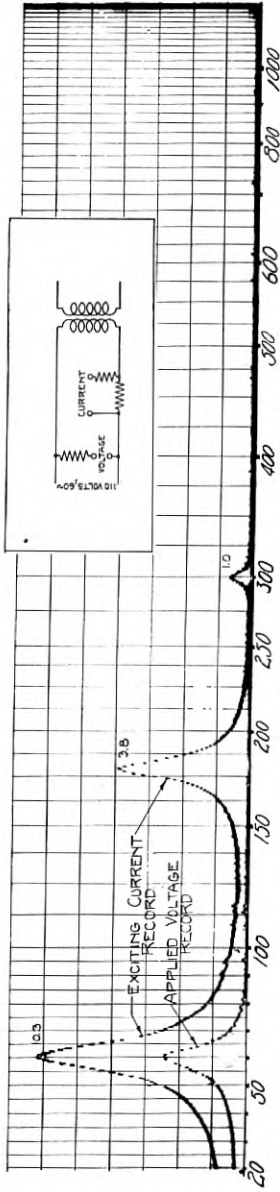 110 VOLTS, 60~
VOLTAGE
CURRENT
10.3
3.8
1.0
EXCITING CURRENT
RECORD
APPLIED VOLTAGE
RECORD
20 50 100 150 200 250 300 400 500 600 800 1000